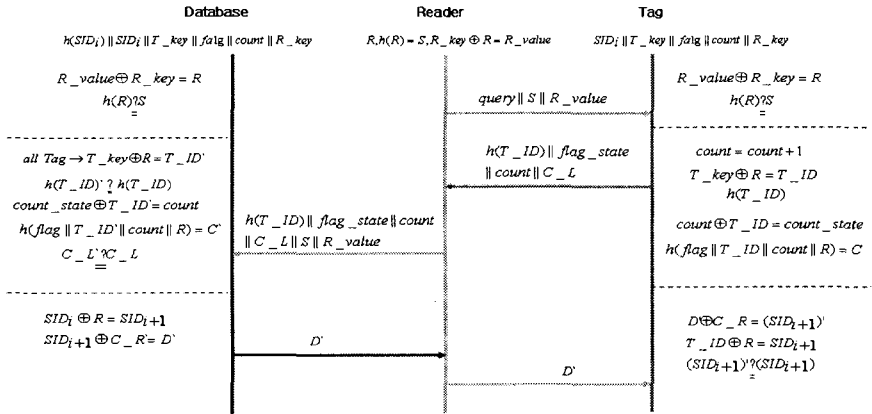 Database
Reader
Tag
h(SIDᵢ) ∥ SIDᵢ ∥ T_key ∥ falg ∥ count ∥ R_key
R,h(R) = S,R_key ⊕ R = R_value
SIDᵢ ∥ T_key ∥ falg ∥ count ∥ R_key
R_value⊕R_key = R
h(R)?S
query ∥ S ∥ R_value
R_value⊕R_key = R
h(R)?S
all Tag → T_key⊕R = T_ID`
h(T_ID)` ? h(T_ID)
count_state⊕T_ID` = count
h(flag ∥ T_ID` ∥ count ∥ R) = C`
C_L`?C_L
h(T_ID) ∥ flag_state
∥ count ∥ C_L
h(T_ID) ∥ flag_state ∥ count
∥ C_L ∥ S ∥ R_value
count = count+1
T_key⊕R = T_ID
h(T_ID)
count⊕T_ID = count_state
h(flag ∥ T_ID ∥ count ∥ R) = C
SIDᵢ ⊕ R = SIDᵢ₊₁
SIDᵢ₊₁ ⊕ C_R` = D`
D`
D`
D`⊕C_R = (SIDᵢ₊₁)`
T_ID⊕R = SIDᵢ₊₁
(SIDᵢ₊₁)`?(SIDᵢ₊₁)